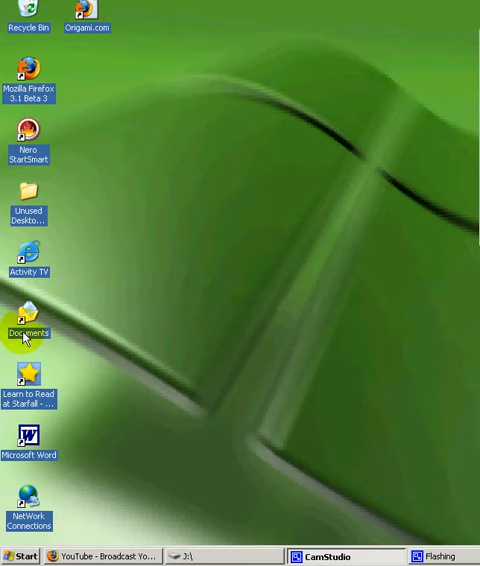 Recycle Bin
Origami.com
Mozilla Firefox
3.1 Beta 3
Nero
StartSmart
Unused
Deskto...
Activity TV
Documents
Learn to Read
at Starfall - ...
Microsoft Word
NetWork
Connections
Start
YouTube - Broadcast Yo...
J:\
CamStudio
Flashing